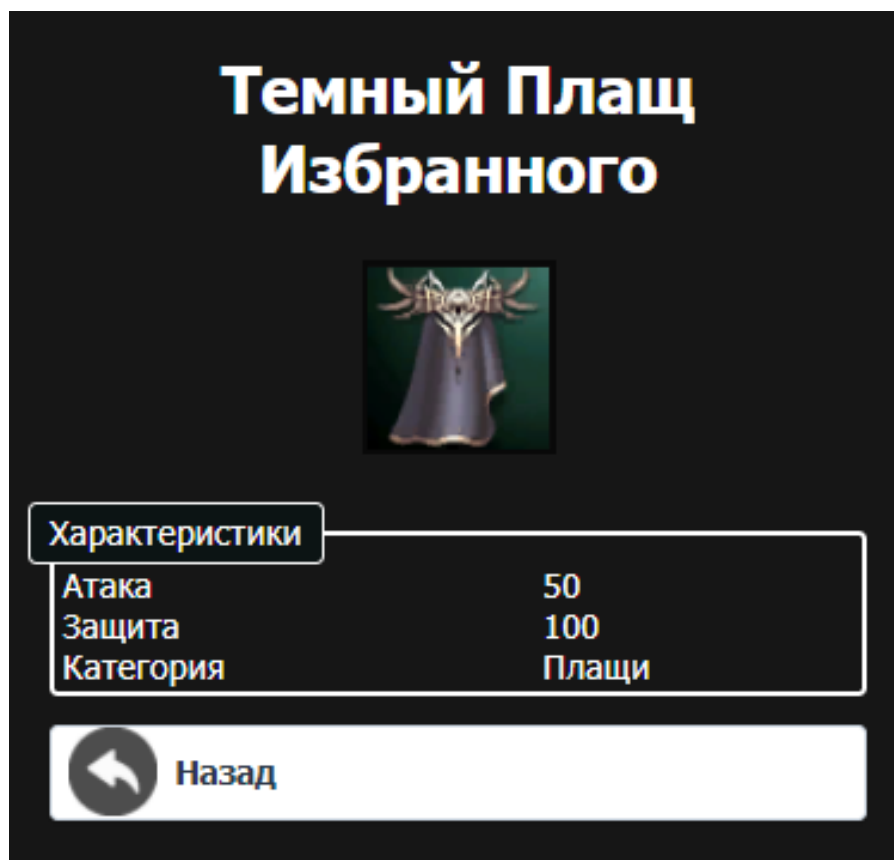 Темный Плащ
Избранного
Характеристики
Атака 50
Защита 100
Категория Плащи
Назад